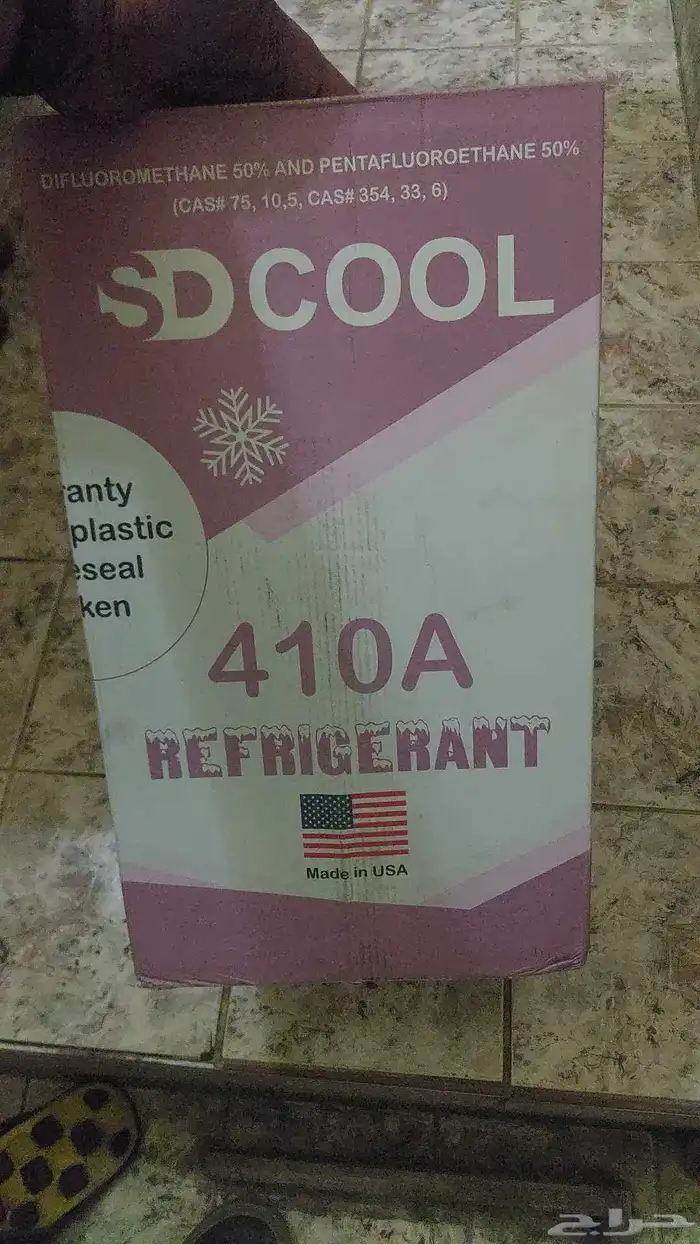 DIFLUOROMETHANE 50% AND PENTAFLUOROETHANE 50%
(CAS# 75, 10,5, CAS# 354, 33, 6)
SD COOL
ranty
plastic
eseal
ken
410A
REFRIGERANT
Made in USA
حراج